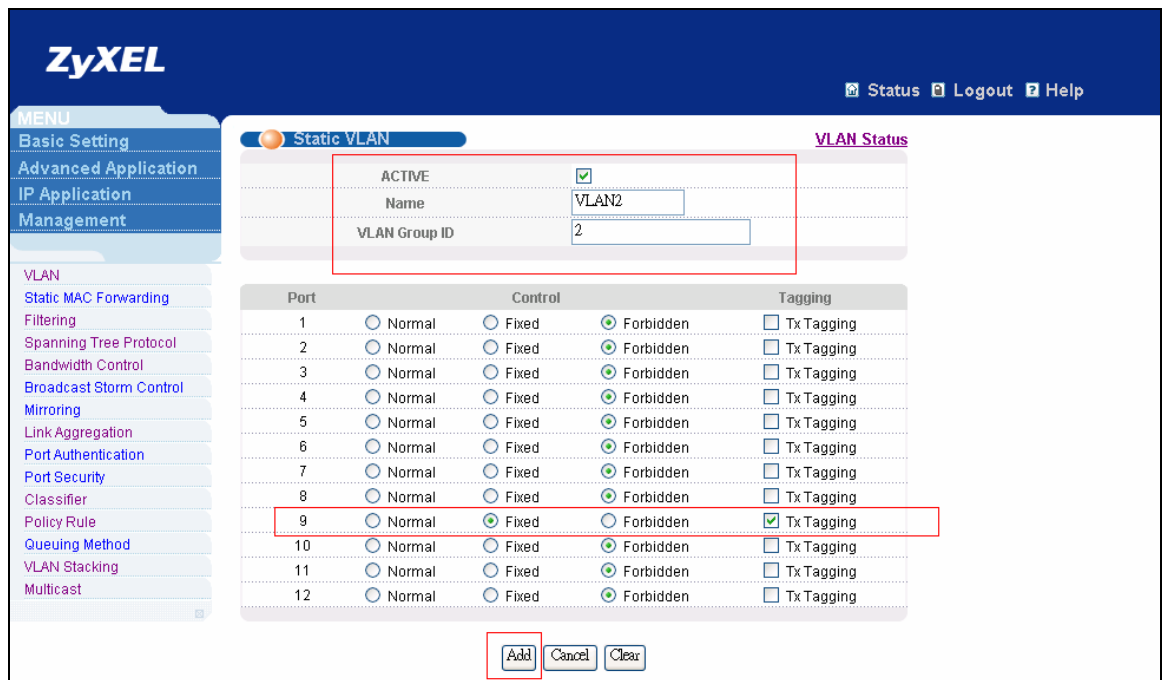 ZyXEL
Status Logout Help
MENU
Basic Setting
Advanced Application
IP Application
Management
VLAN
Static MAC Forwarding
Filtering
Spanning Tree Protocol
Bandwidth Control
Broadcast Storm Control
Mirroring
Link Aggregation
Port Authentication
Port Security
Classifier
Policy Rule
Queuing Method
VLAN Stacking
Multicast
Static VLAN VLAN Status
ACTIVE
Name VLAN2
VLAN Group ID 2
Port Control Tagging
1 Normal Fixed Forbidden Tx Tagging
2 Normal Fixed Forbidden Tx Tagging
3 Normal Fixed Forbidden Tx Tagging
4 Normal Fixed Forbidden Tx Tagging
5 Normal Fixed Forbidden Tx Tagging
6 Normal Fixed Forbidden Tx Tagging
7 Normal Fixed Forbidden Tx Tagging
8 Normal Fixed Forbidden Tx Tagging
9 Normal Fixed Forbidden Tx Tagging
10 Normal Fixed Forbidden Tx Tagging
11 Normal Fixed Forbidden Tx Tagging
12 Normal Fixed Forbidden Tx Tagging
Add Cancel Clear